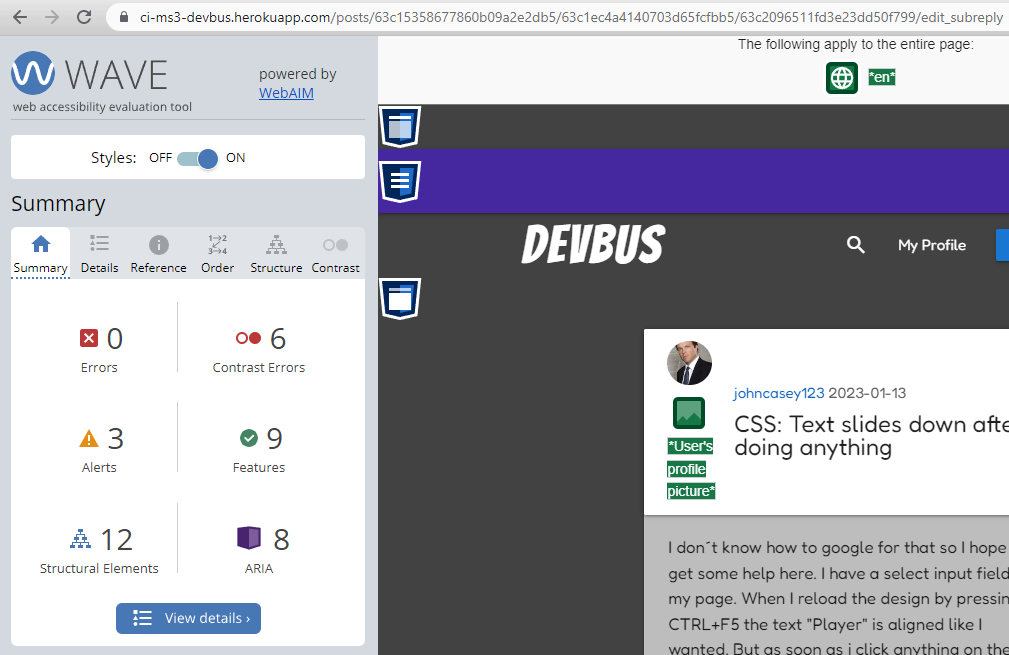 ci-ms3-devbus.herokuapp.com/posts/63c15358677860b09a2e2db5/63c1ec4a4140703d65fcfbb5/63c2096511fd3e23dd50f799/edit_subreply
WAVE
web accessibility evaluation tool
powered by
WebAIM
Styles: OFF ON
Summary
Summary Details Reference Order Structure Contrast
0
Errors
6
Contrast Errors
3
Alerts
9
Features
12
Structural Elements
8
ARIA
View details ›
The following apply to the entire page:
*en*
DEVBUS
My Profile
johncasey123 2023-01-13
CSS: Text slides down afte
doing anything
*User's
profile
picture*
I don´t know how to google for that so I hope
get some help here. I have a select input field
my page. When I reload the design by pressin
CTRL+F5 the text "Player" is aligned like I
wanted. But as soon as i click anything on the